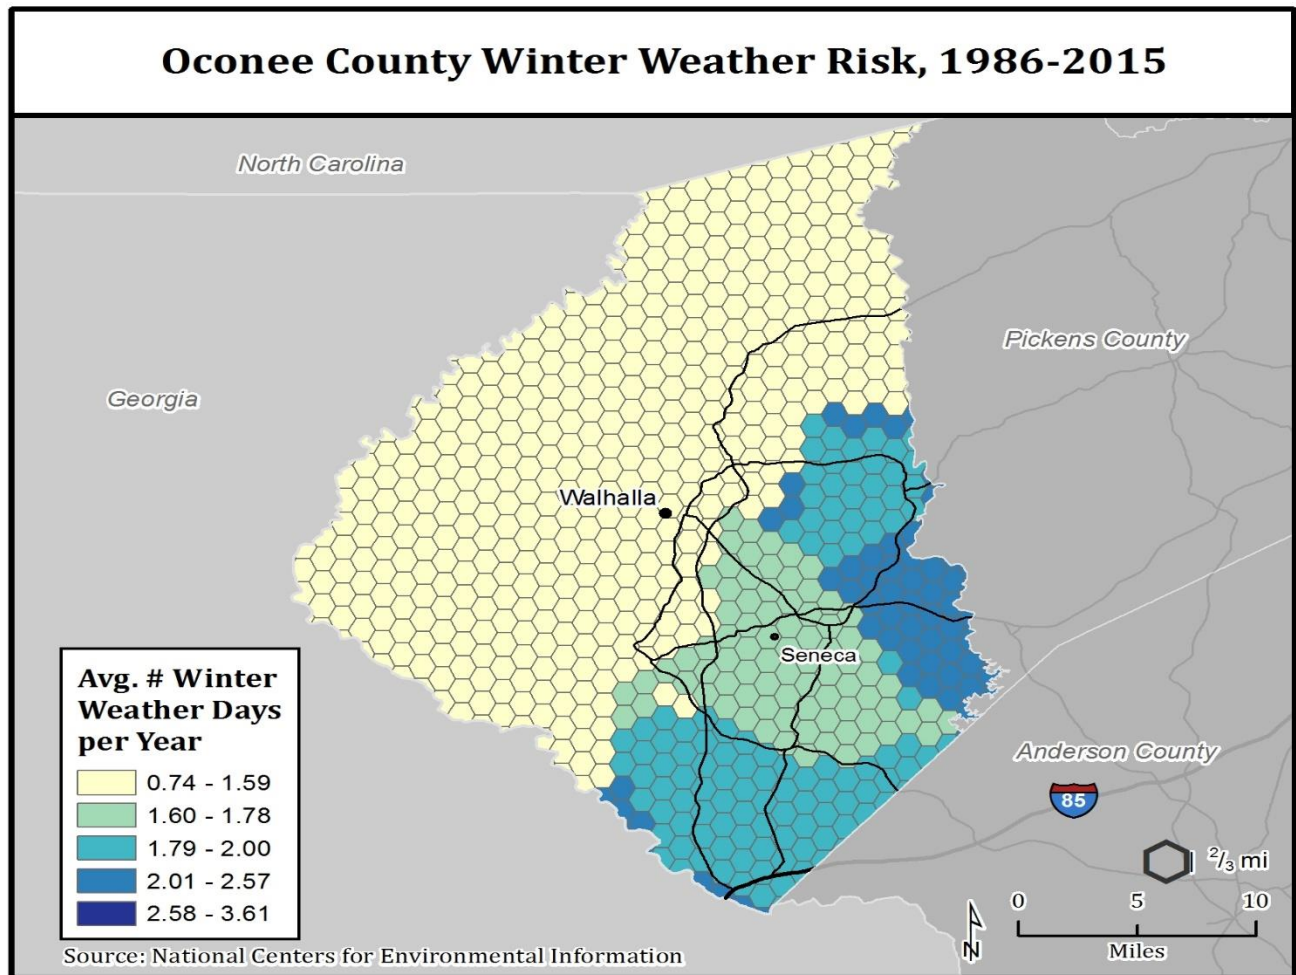 Oconee County Winter Weather Risk, 1986-2015
North Carolina
Pickens County
Georgia
Walhalla
Seneca
Avg. # Winter
Weather Days
per Year
0.74 - 1.59
1.60 - 1.78
1.79 - 2.00
2.01 - 2.57
2.58 - 3.61
Anderson County
85
2/3 mi
0 5 10
Miles
N
Source: National Centers for Environmental Information